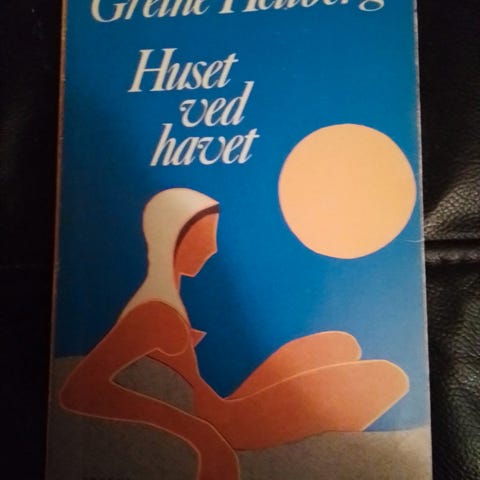 Grethe Heltberg
Huset
ved
havet